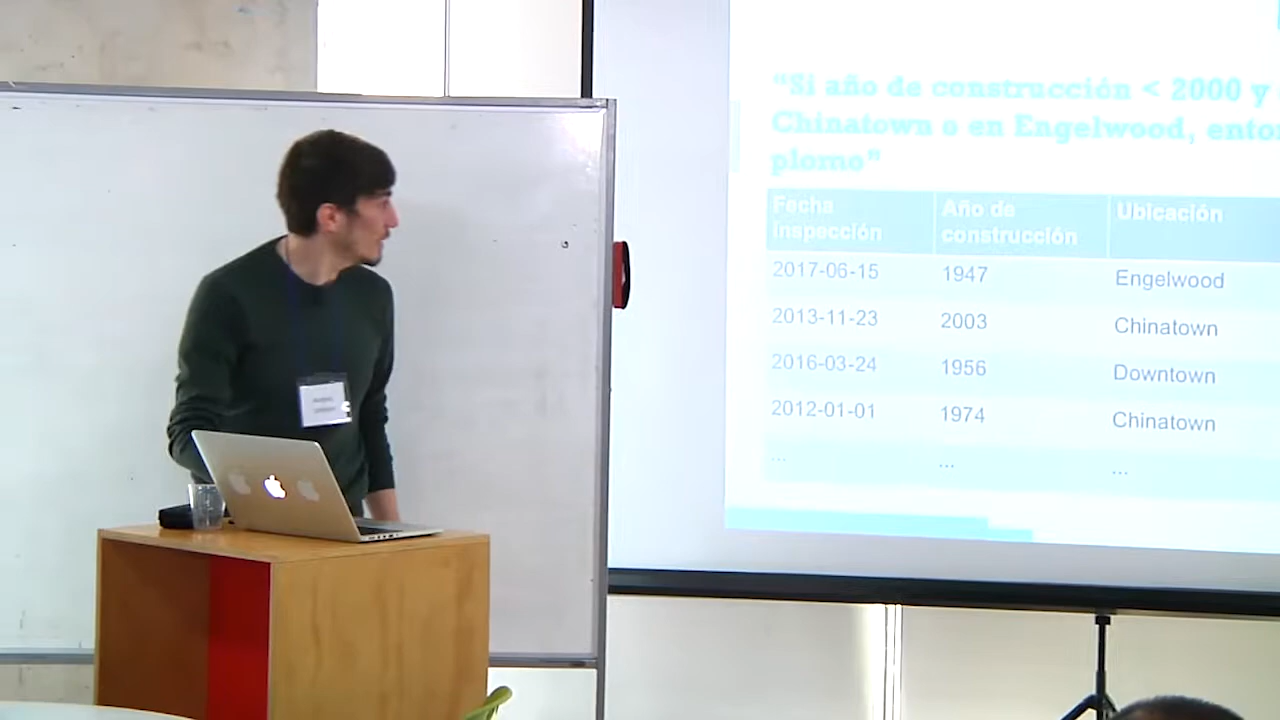 "Si año de construcción < 2000 y
Chinatown o en Engelwood,
plomo"
Fecha inspección
Año de construcción
Ubicación
2017-06-15 1947 Engelwood
2013-11-23 2003 Chinatown
2016-03-24 1956 Downtown
2012-01-01 1974 Chinatown
... ... ...